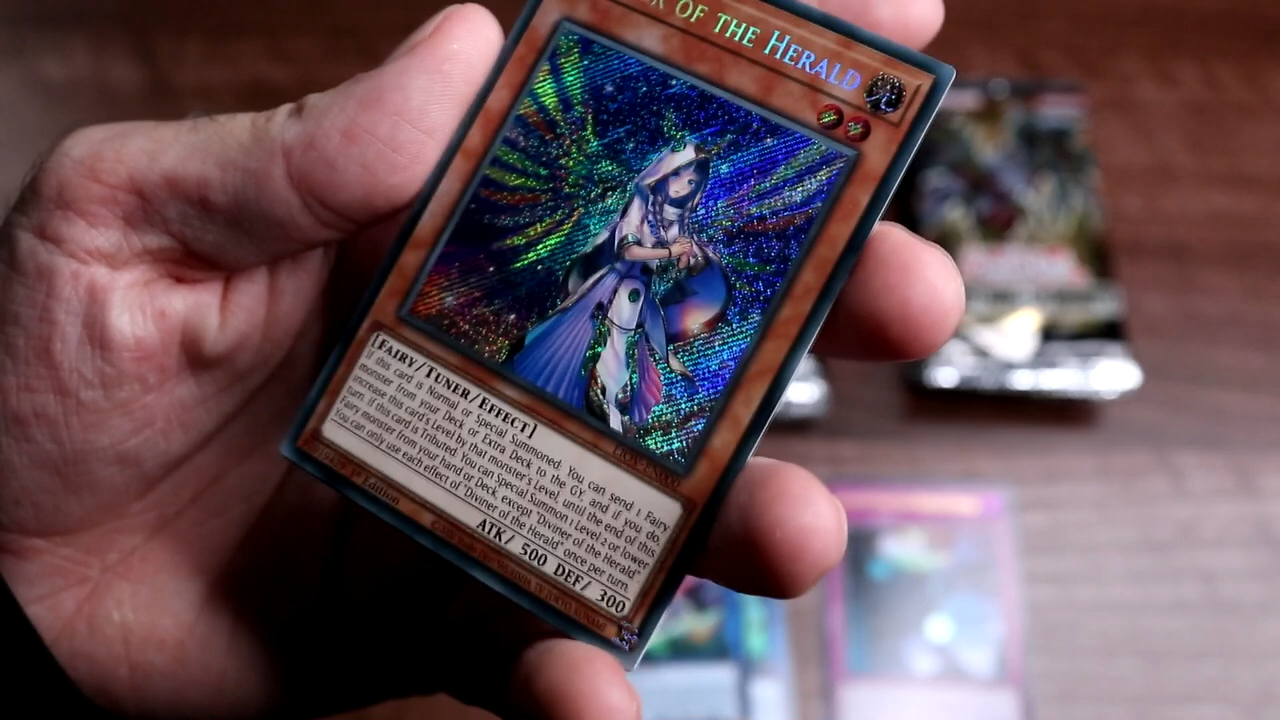 OF THE HERALD
[FAIRY/TUNER/EFFECT]
If this card is Normal or Special Summoned: You can send 1 Fairy
monster from your Deck or Extra Deck to the GY, and if you do,
increase this card's Level by that monster's Level, until the end of this
turn. If this card is Tributed: You can Special Summon 1 Level 2 or lower
Fairy monster from your hand or Deck, except "Diviner of the Herald"
You can only use each effect of "Diviner of the Herald" once per turn.
ATK/ 500 DEF/ 300
1st Edition